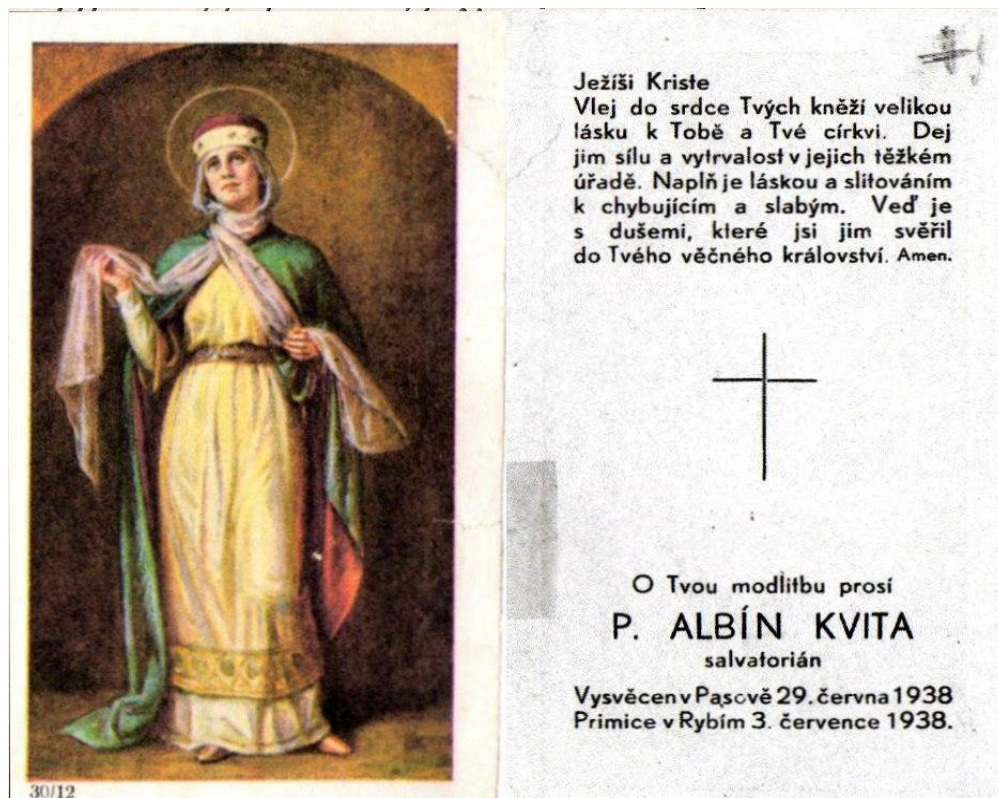 30/12
Ježíši Kriste
Vlej do srdce Tvých kněží velikou
lásku k Tobě a Tvé církvi. Dej
jim sílu a vytrvalost v jejich těžkém
úřadě. Naplň je láskou a slitováním
k chybujícím a slabým. Veď je
s dušemi, které jsi jim svěřil
do Tvého věčného království. Amen.
O Tvou modlitbu prosí
P. ALBÍN KVITA
salvatorián
Vysvěcen v Pasově 29. června 1938
Primice v Rybím 3. července 1938.